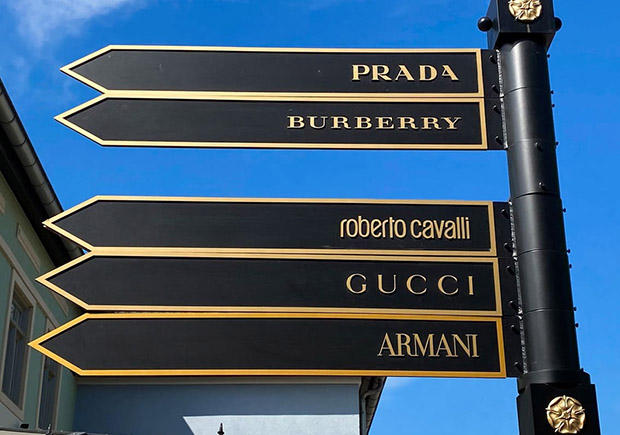 PRADA
BURBERRY
roberto cavalli
GUCCI
ARMANI